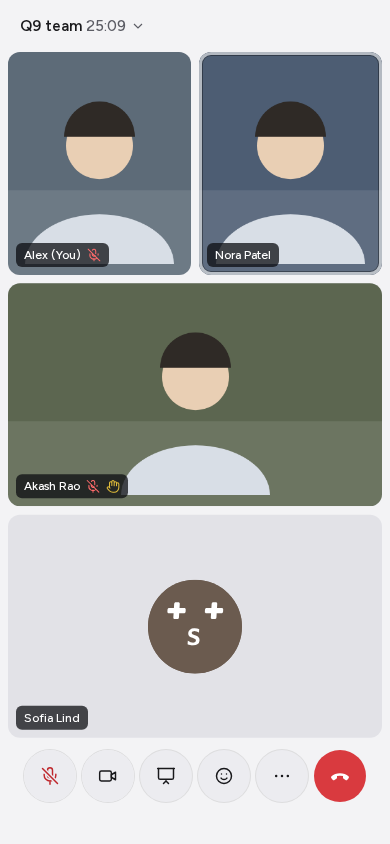 Q9 team 25:09
Alex (You)
Nora Patel
Akash Rao
S
Sofia Lind